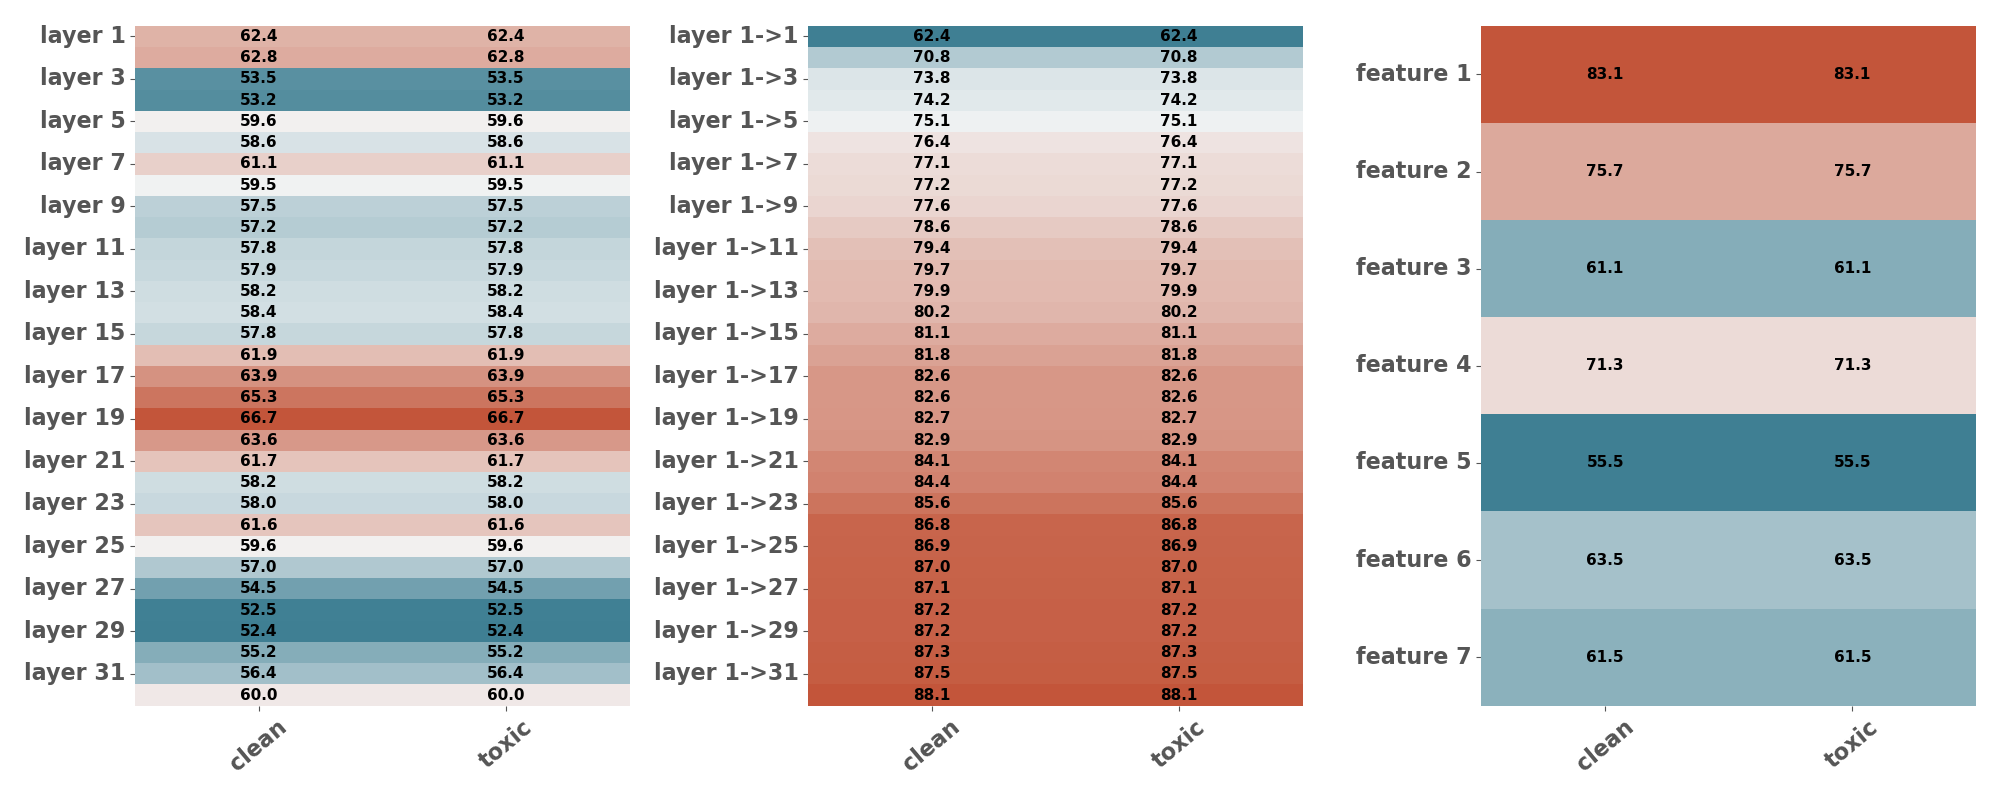 layer 1 62.4 62.4
62.8 62.8
layer 3 53.5 53.5
53.2 53.2
layer 5 59.6 59.6
58.6 58.6
layer 7 61.1 61.1
59.5 59.5
layer 9 57.5 57.5
57.2 57.2
layer 11 57.8 57.8
57.9 57.9
layer 13 58.2 58.2
58.4 58.4
layer 15 57.8 57.8
61.9 61.9
layer 17 63.9 63.9
65.3 65.3
layer 19 66.7 66.7
63.6 63.6
layer 21 61.7 61.7
58.2 58.2
layer 23 58.0 58.0
61.6 61.6
layer 25 59.6 59.6
57.0 57.0
layer 27 54.5 54.5
52.5 52.5
layer 29 52.4 52.4
55.2 55.2
layer 31 56.4 56.4
60.0 60.0
clean toxic
layer 1->1 62.4 62.4
70.8 70.8
layer 1->3 73.8 73.8
74.2 74.2
layer 1->5 75.1 75.1
76.4 76.4
layer 1->7 77.1 77.1
77.2 77.2
layer 1->9 77.6 77.6
78.6 78.6
layer 1->11 79.4 79.4
79.7 79.7
layer 1->13 79.9 79.9
80.2 80.2
layer 1->15 81.1 81.1
81.8 81.8
layer 1->17 82.6 82.6
82.6 82.6
layer 1->19 82.7 82.7
82.9 82.9
layer 1->21 84.1 84.1
84.4 84.4
layer 1->23 85.6 85.6
86.8 86.8
layer 1->25 86.9 86.9
87.0 87.0
layer 1->27 87.1 87.1
87.2 87.2
layer 1->29 87.2 87.2
87.3 87.3
layer 1->31 87.5 87.5
88.1 88.1
clean toxic
feature 1 83.1 83.1
feature 2 75.7 75.7
feature 3 61.1 61.1
feature 4 71.3 71.3
feature 5 55.5 55.5
feature 6 63.5 63.5
feature 7 61.5 61.5
clean toxic